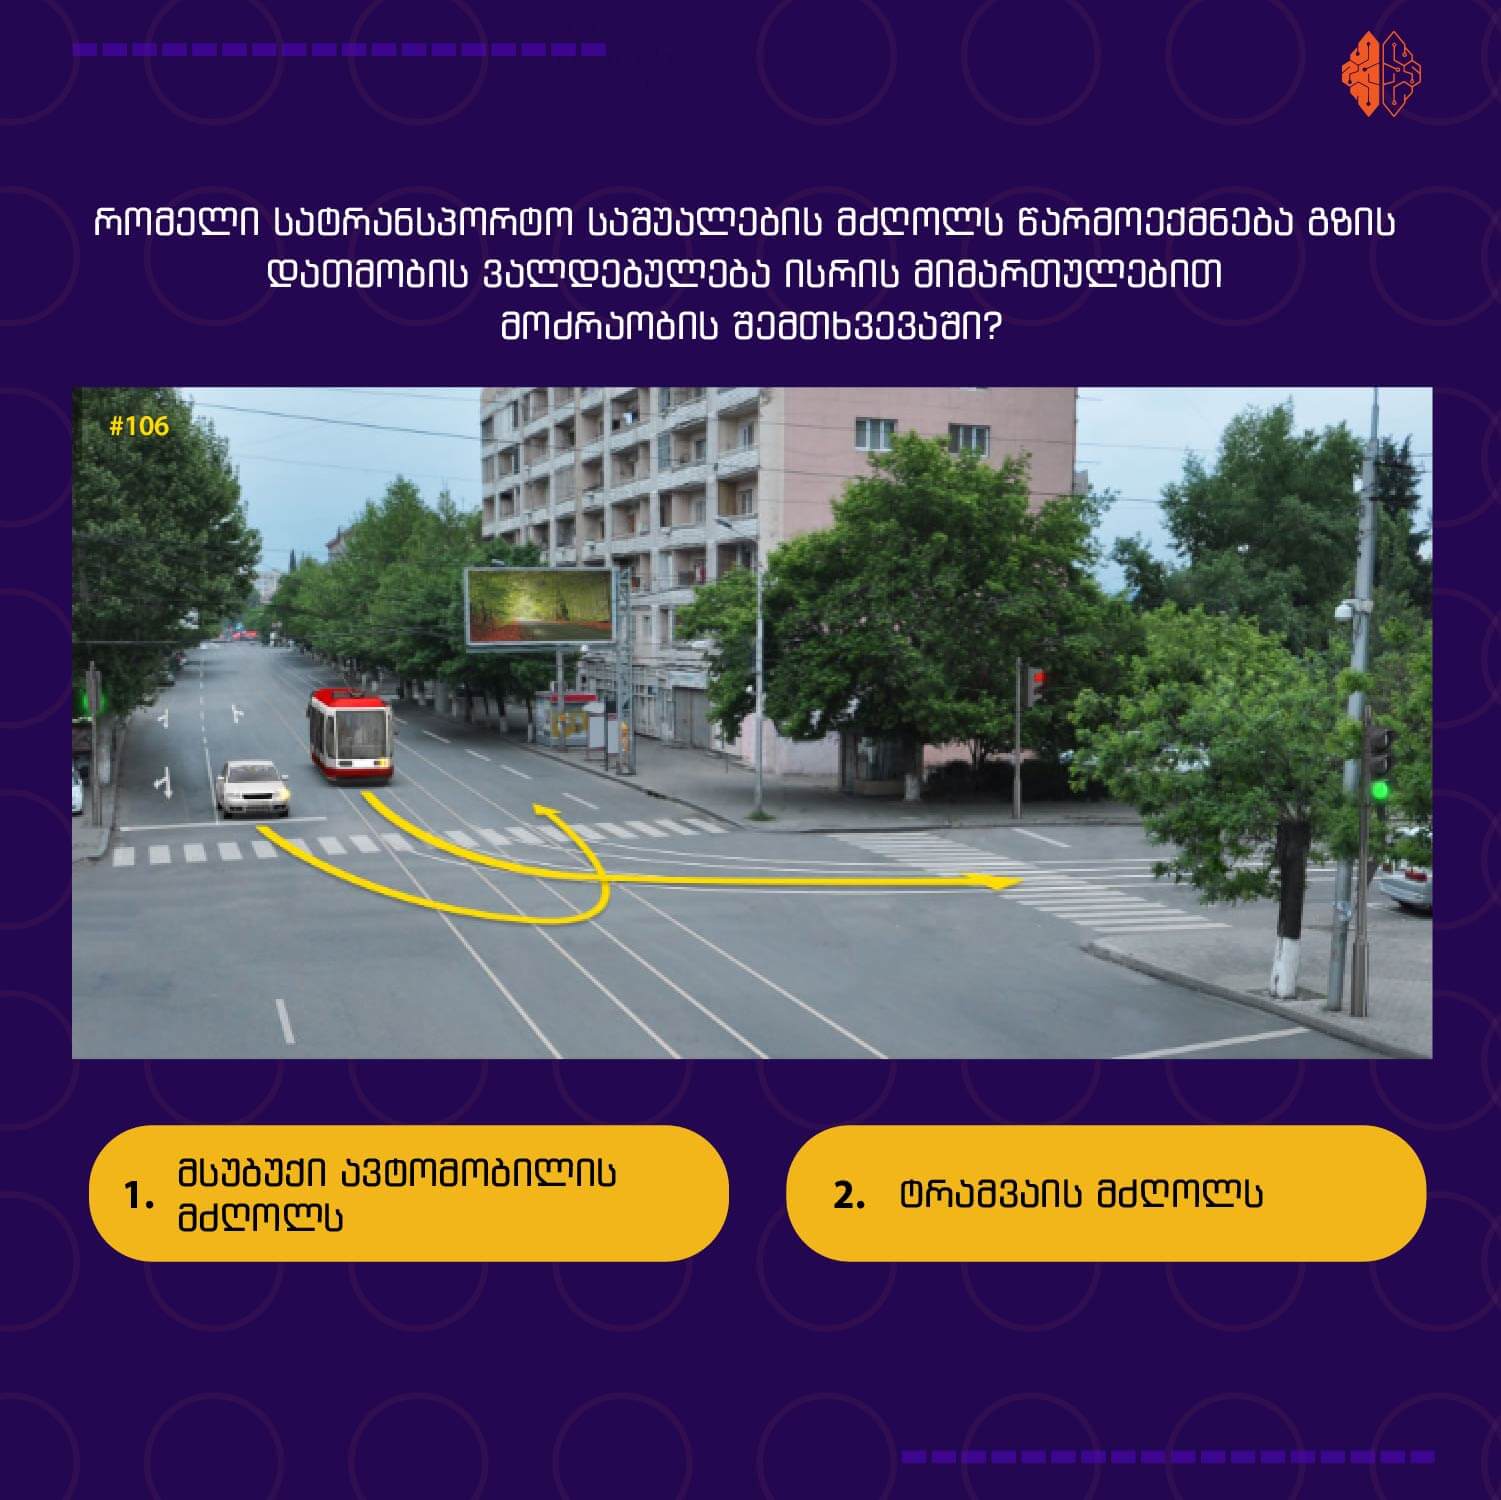 რომელი სატრანსპორტო საშუალების მძღოლს წარმოექმნება გზის
დათმობის ვალდებულება ისრის მიმართულებით
მოძრაობის შემთხვევაში?
#106
1. მსუბუქი ავტომობილის
მძღოლს
2. ტრამვაის მძღოლს